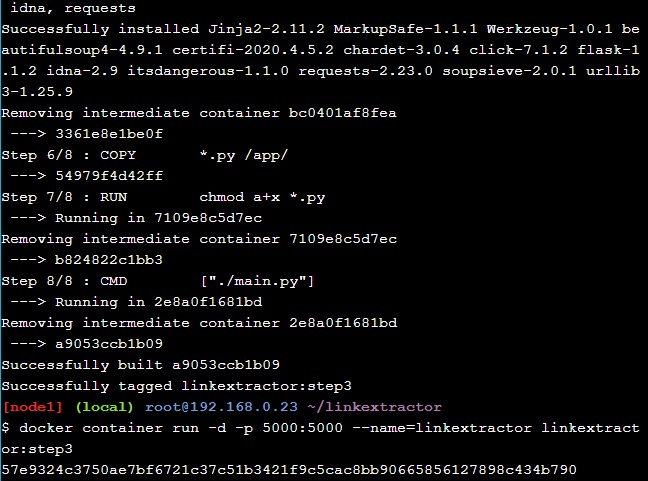 idna, requests
Successfully installed Jinja2-2.11.2 MarkupSafe-1.1.1 Werkzeug-1.0.1 be
autifulsoup4-4.9.1 certifi-2020.4.5.2 chardet-3.0.4 click-7.1.2 flask-1
.1.2 idna-2.9 itsdangerous-1.1.0 requests-2.23.0 soupsieve-2.0.1 urllib
3-1.25.9
Removing intermediate container bc0401af8fea
 ---> 3361e8e1be0f
Step 6/8 : COPY       *.py /app/
 ---> 54979f4d42ff
Step 7/8 : RUN        chmod a+x *.py
 ---> Running in 7109e8c5d7ec
Removing intermediate container 7109e8c5d7ec
 ---> b824822c1bb3
Step 8/8 : CMD        ["./main.py"]
 ---> Running in 2e8a0f1681bd
Removing intermediate container 2e8a0f1681bd
 ---> a9053ccb1b09
Successfully built a9053ccb1b09
Successfully tagged linkextractor:step3
[node1] (local) root@192.168.0.23 ~/linkextractor
$ docker container run -d -p 5000:5000 --name=linkextractor linkextract
or:step3
57e9324c3750ae7bf6721c37c51b3421f9c5cac8bb90665856127898c434b790